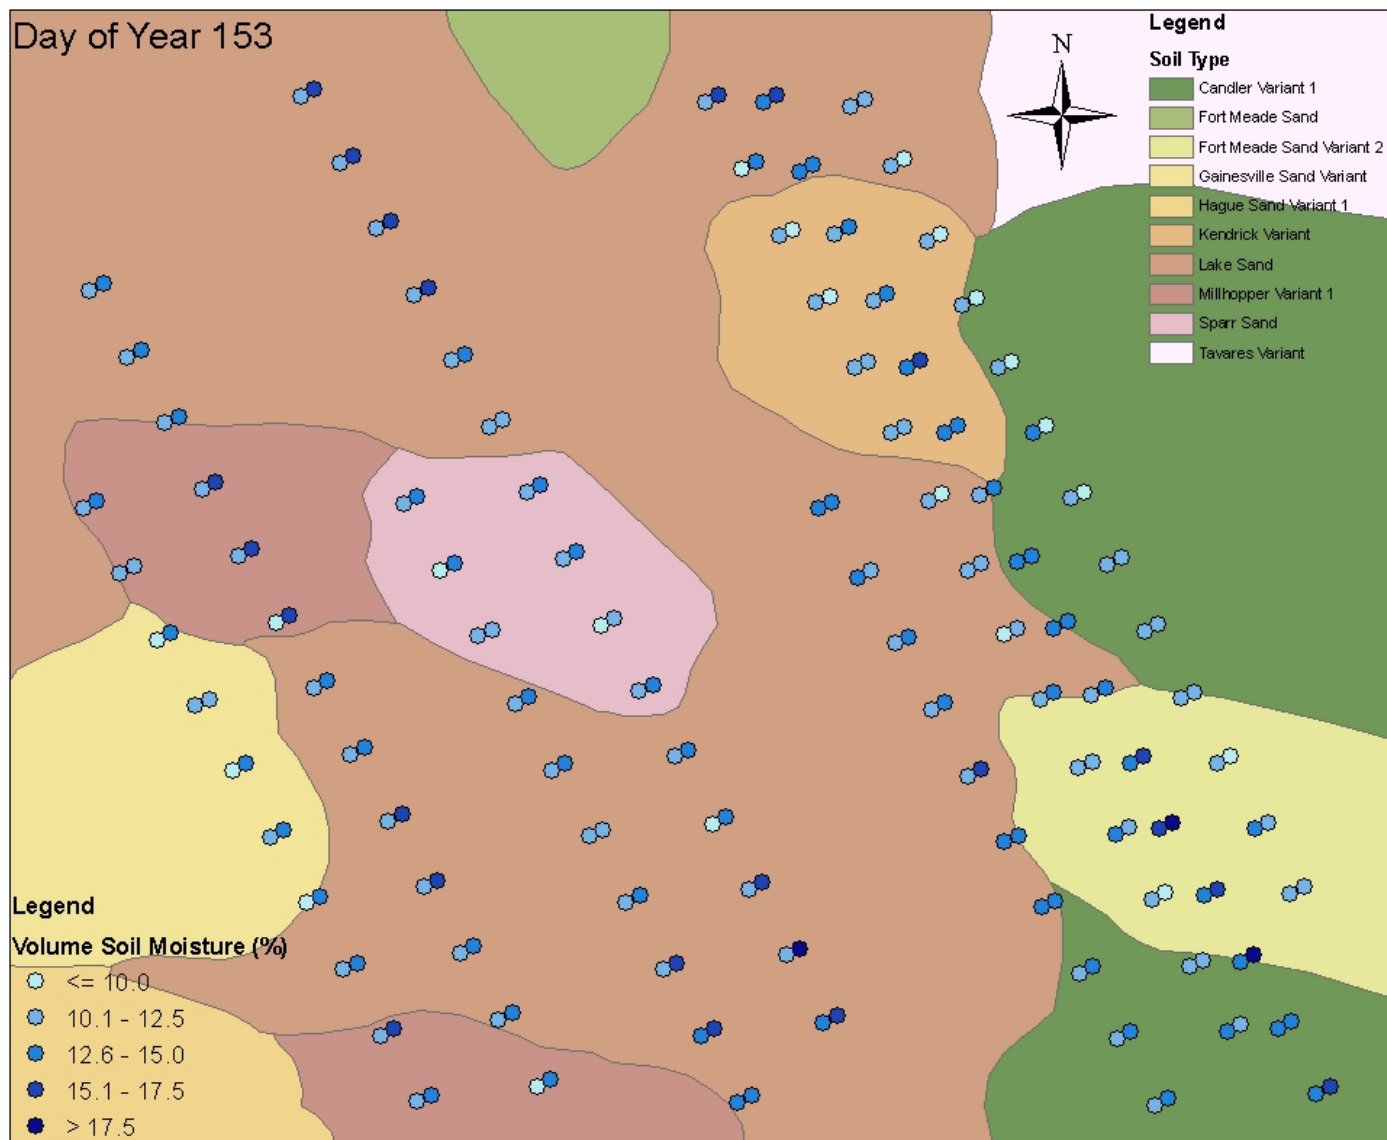 Day of Year 153
N
Legend
Soil Type
Candler Variant 1
Fort Meade Sand
Fort Meade Sand Variant 2
Gainesville Sand Variant
Hague Sand Variant 1
Kendrick Variant
Lake Sand
Millhopper Variant 1
Sparr Sand
Tavares Variant
Legend
Volume Soil Moisture (%)
<= 10.0
10.1 - 12.5
12.6 - 15.0
15.1 - 17.5
> 17.5